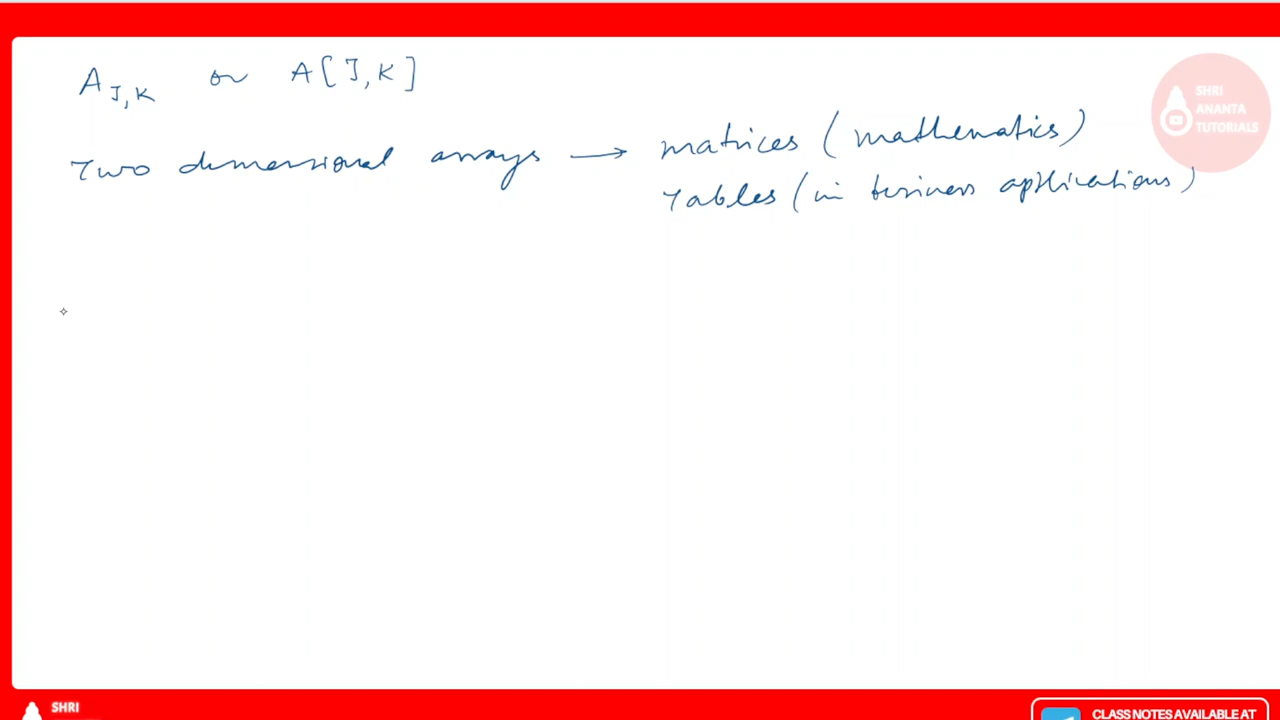 A J,K or A[J,K]
Two dimensional arrays → matrices (mathematics)
Tables (in business applications)
SHRI
ANANTA
TUTORIALS
SHRI
CLASS NOTES AVAILABLE AT